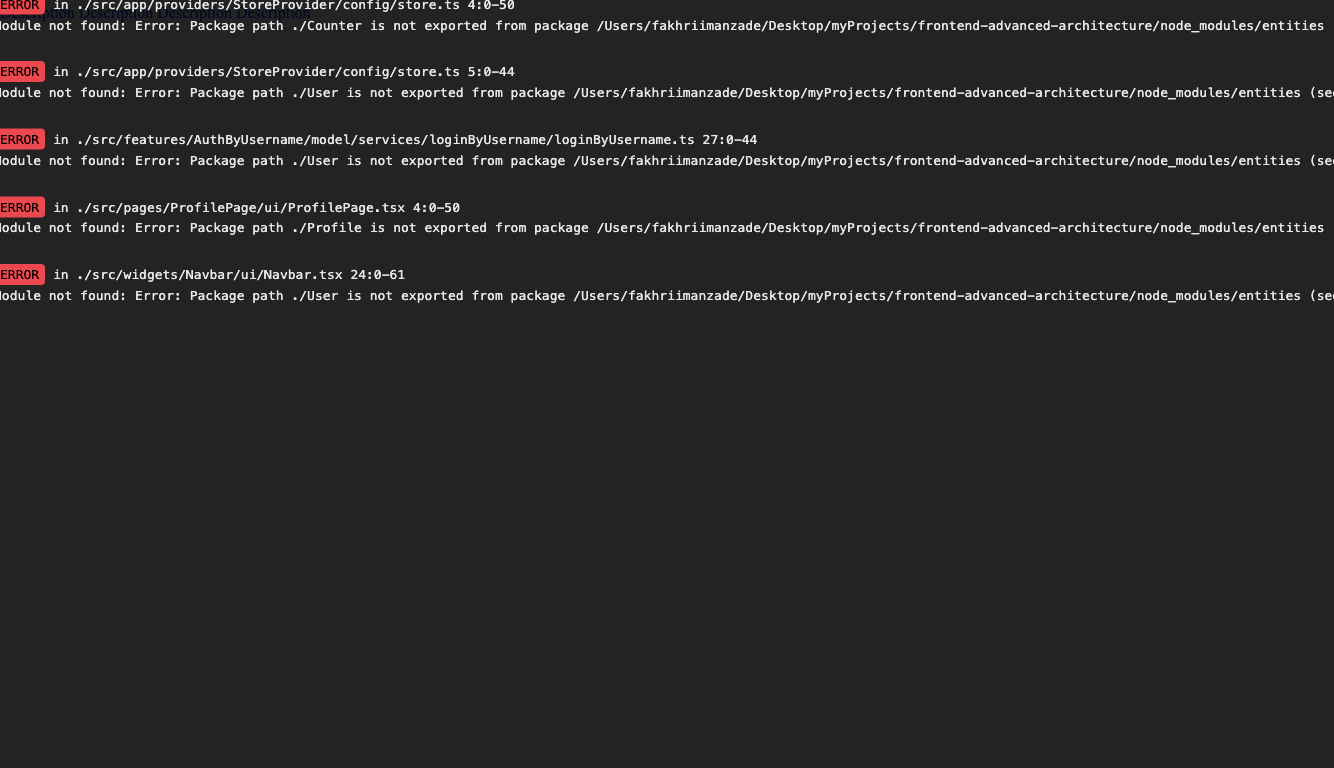 ERROR in ./src/app/providers/StoreProvider/config/store.ts 4:0-50
Description Description Description
odule not found: Error: Package path ./Counter is not exported from package /Users/fakhriimanzade/Desktop/myProjects/frontend-advanced-architecture/node_modules/entities
ERROR in ./src/app/providers/StoreProvider/config/store.ts 5:0-44
odule not found: Error: Package path ./User is not exported from package /Users/fakhriimanzade/Desktop/myProjects/frontend-advanced-architecture/node_modules/entities (se
ERROR in ./src/features/AuthByUsername/model/services/loginByUsername/loginByUsername.ts 27:0-44
odule not found: Error: Package path ./User is not exported from package /Users/fakhriimanzade/Desktop/myProjects/frontend-advanced-architecture/node_modules/entities (se
ERROR in ./src/pages/ProfilePage/ui/ProfilePage.tsx 4:0-50
odule not found: Error: Package path ./Profile is not exported from package /Users/fakhriimanzade/Desktop/myProjects/frontend-advanced-architecture/node_modules/entities
ERROR in ./src/widgets/Navbar/ui/Navbar.tsx 24:0-61
odule not found: Error: Package path ./User is not exported from package /Users/fakhriimanzade/Desktop/myProjects/frontend-advanced-architecture/node_modules/entities (se